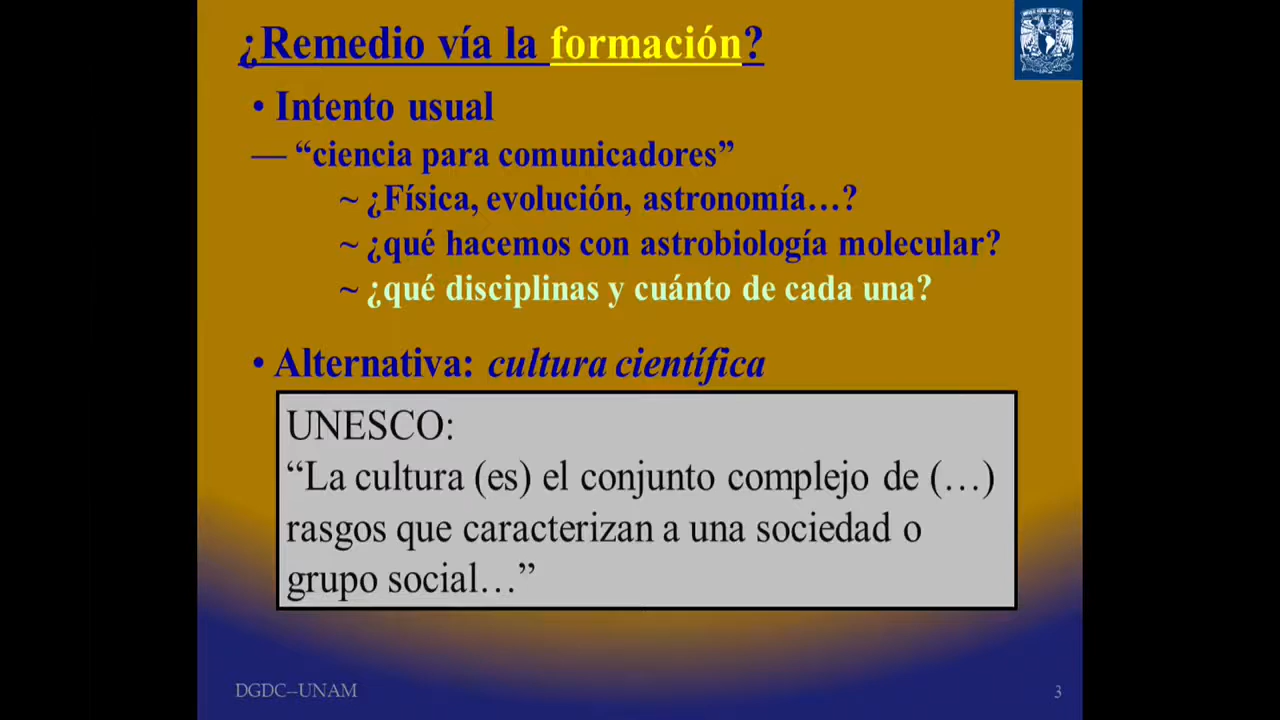 ¿Remedio vía la formación?
• Intento usual
— “ciencia para comunicadores”
~ ¿Física, evolución, astronomía…?
~ ¿qué hacemos con astrobiología molecular?
~ ¿qué disciplinas y cuánto de cada una?
• Alternativa: cultura científica
UNESCO:
“La cultura (es) el conjunto complejo de (…)
rasgos que caracterizan a una sociedad o
grupo social…”
DGDC--UNAM
3